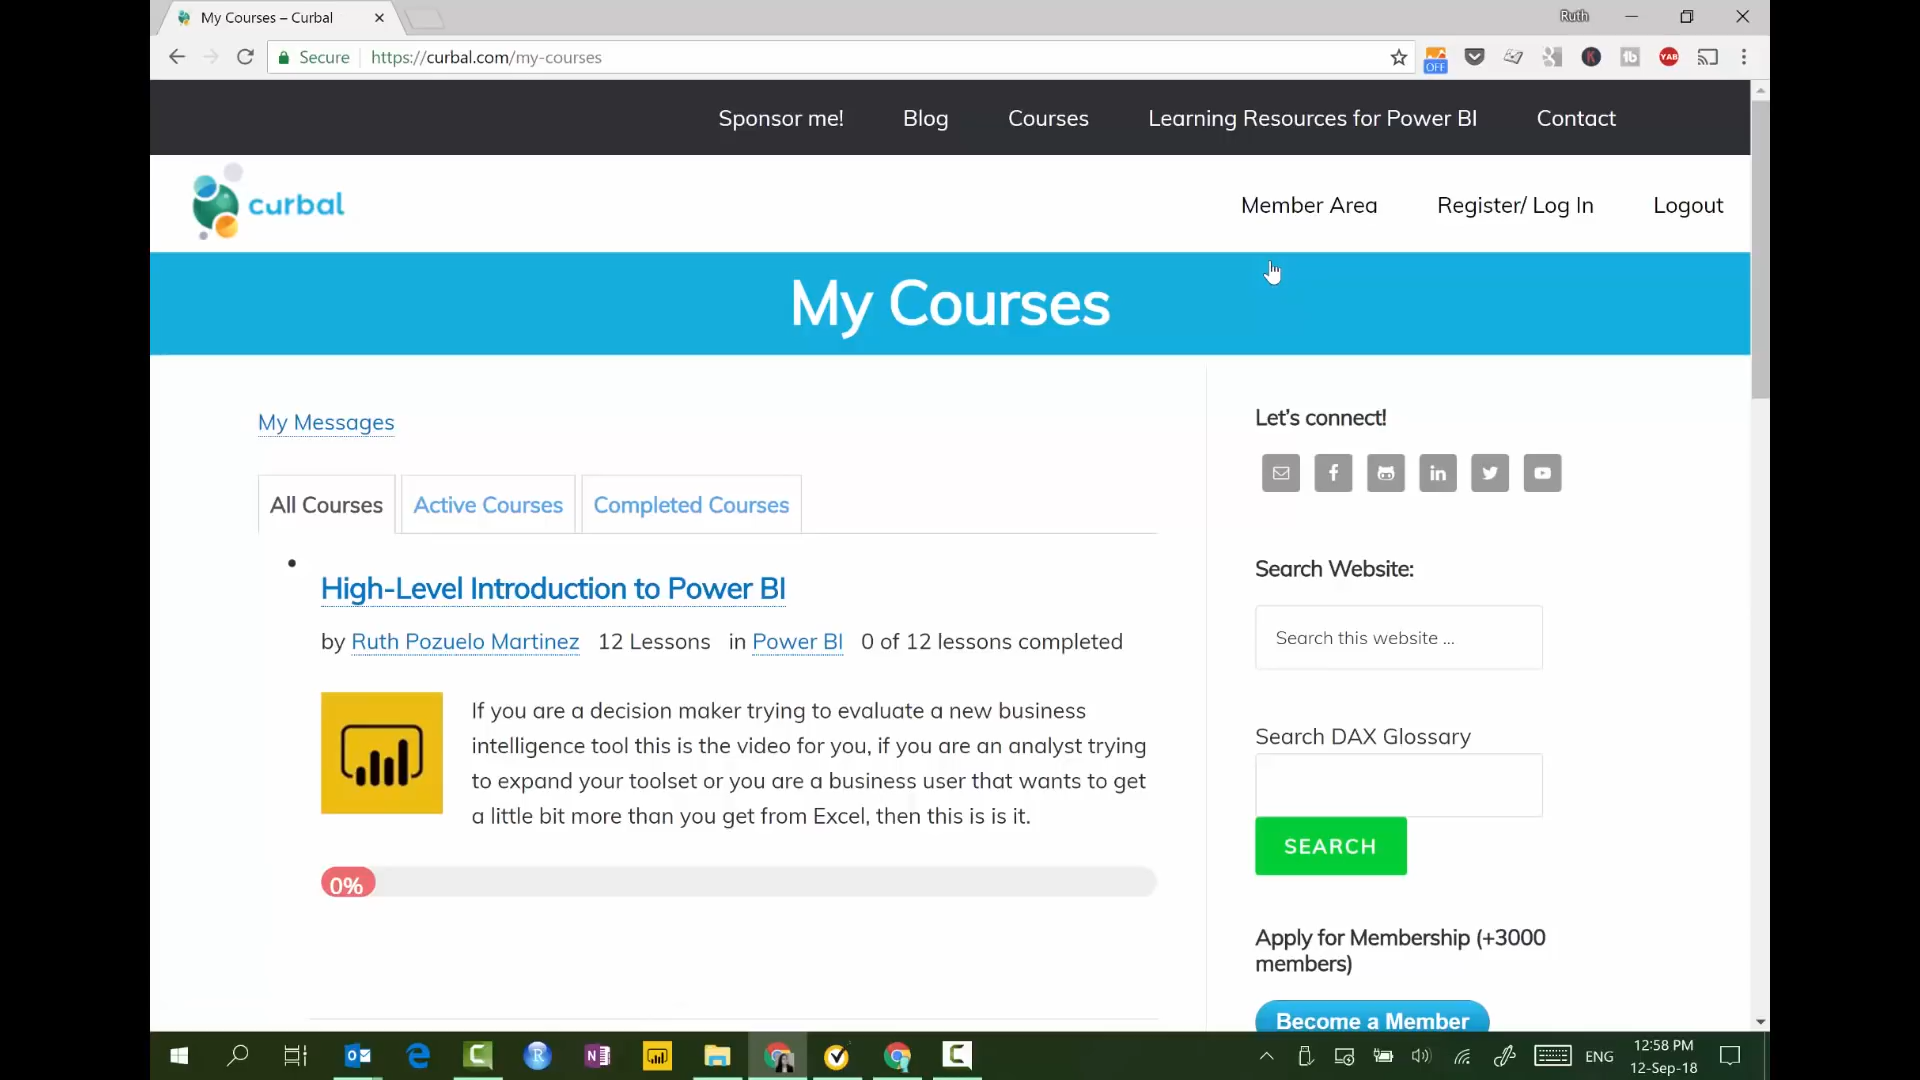 My Courses – Curbal
Ruth
Secure
https://curbal.com/my-courses
OFF
YAB
Sponsor me!
Blog
Courses
Learning Resources for Power BI
Contact
curbal
Member Area
Register/ Log In
Logout
My Courses
My Messages
All Courses
Active Courses
Completed Courses
High-Level Introduction to Power BI
by Ruth Pozuelo Martinez 12 Lessons in Power BI 0 of 12 lessons completed
If you are a decision maker trying to evaluate a new business
intelligence tool this is the video for you, if you are an analyst trying
to expand your toolset or you are a business user that wants to get
a little bit more than you get from Excel, then this is is it.
0%
Let's connect!
Search Website:
Search this website ...
Search DAX Glossary
SEARCH
Apply for Membership (+3000
members)
Become a Member
ENG
12:58 PM
12-Sep-18